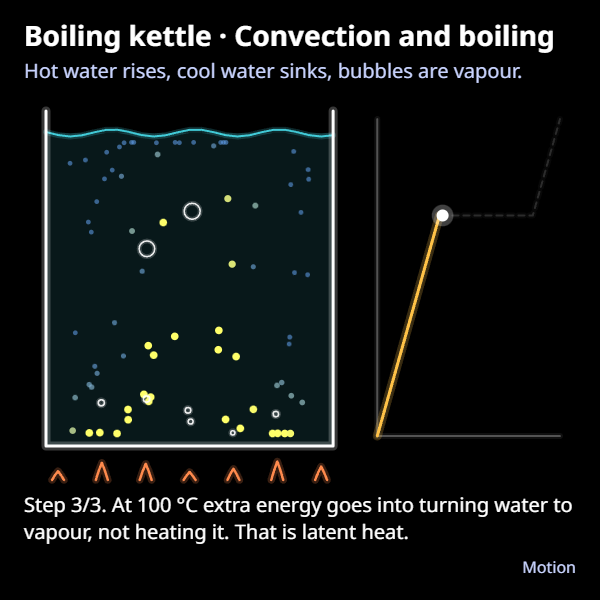 Boiling kettle · Convection and boiling
Hot water rises, cool water sinks, bubbles are vapour.
Step 3/3. At 100 °C extra energy goes into turning water to
vapour, not heating it. That is latent heat.
Motion